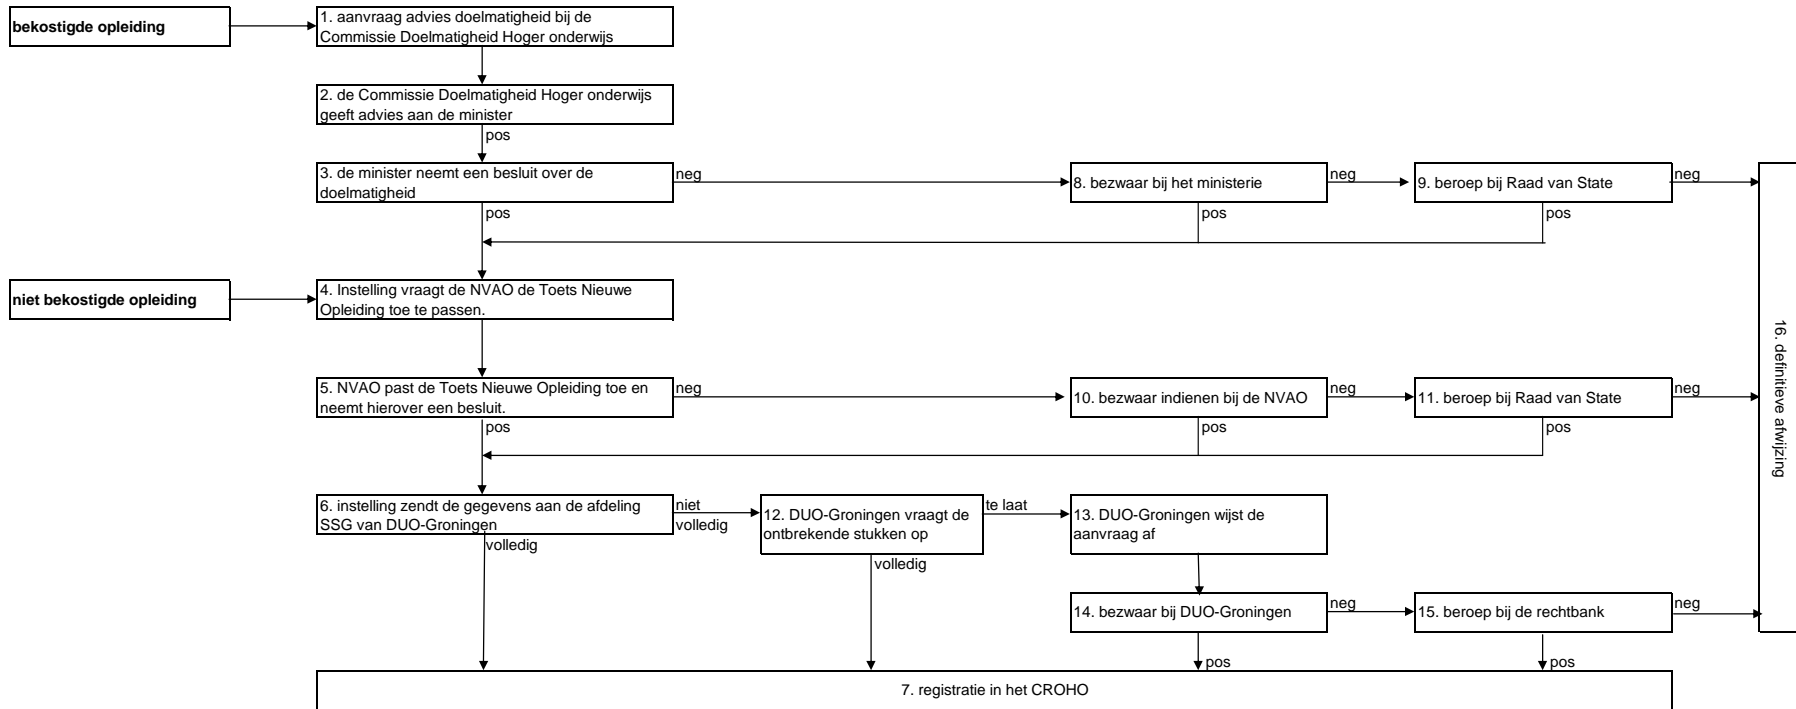 bekostigde opleiding
1. aanvraag advies doelmatigheid bij de
Commissie Doelmatigheid Hoger onderwijs
2. de Commissie Doelmatigheid Hoger onderwijs
geeft advies aan de minister
pos
3. de minister neemt een besluit over de
doelmatigheid
neg
8. bezwaar bij het ministerie
neg
9. beroep bij Raad van State
neg
pos
pos
pos
niet bekostigde opleiding
4. Instelling vraagt de NVAO de Toets Nieuwe
Opleiding toe te passen.
16. definitieve afwijzing
5. NVAO past de Toets Nieuwe Opleiding toe en
neemt hierover een besluit.
neg
10. bezwaar indienen bij de NVAO
neg
11. beroep bij Raad van State
neg
pos
pos
pos
6. instelling zendt de gegevens aan de afdeling
SSG van DUO-Groningen
niet
volledig
12. DUO-Groningen vraagt de
ontbrekende stukken op
te laat
13. DUO-Groningen wijst de
aanvraag af
volledig
volledig
14. bezwaar bij DUO-Groningen
neg
15. beroep bij de rechtbank
neg
pos
pos
7. registratie in het CROHO